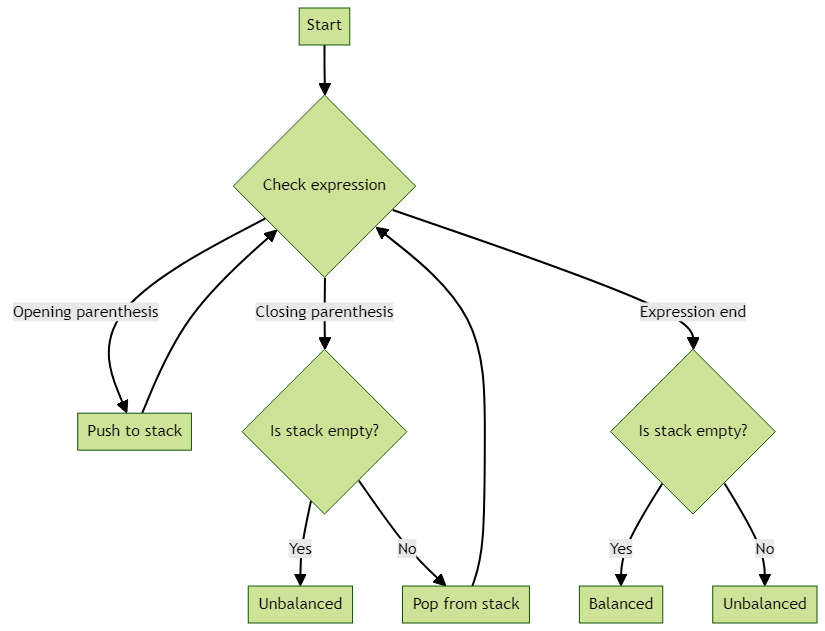 Start
Check expression
Opening parenthesis
Closing parenthesis
Expression end
Push to stack
Is stack empty?
Is stack empty?
Yes
No
Yes
No
Unbalanced
Pop from stack
Balanced
Unbalanced